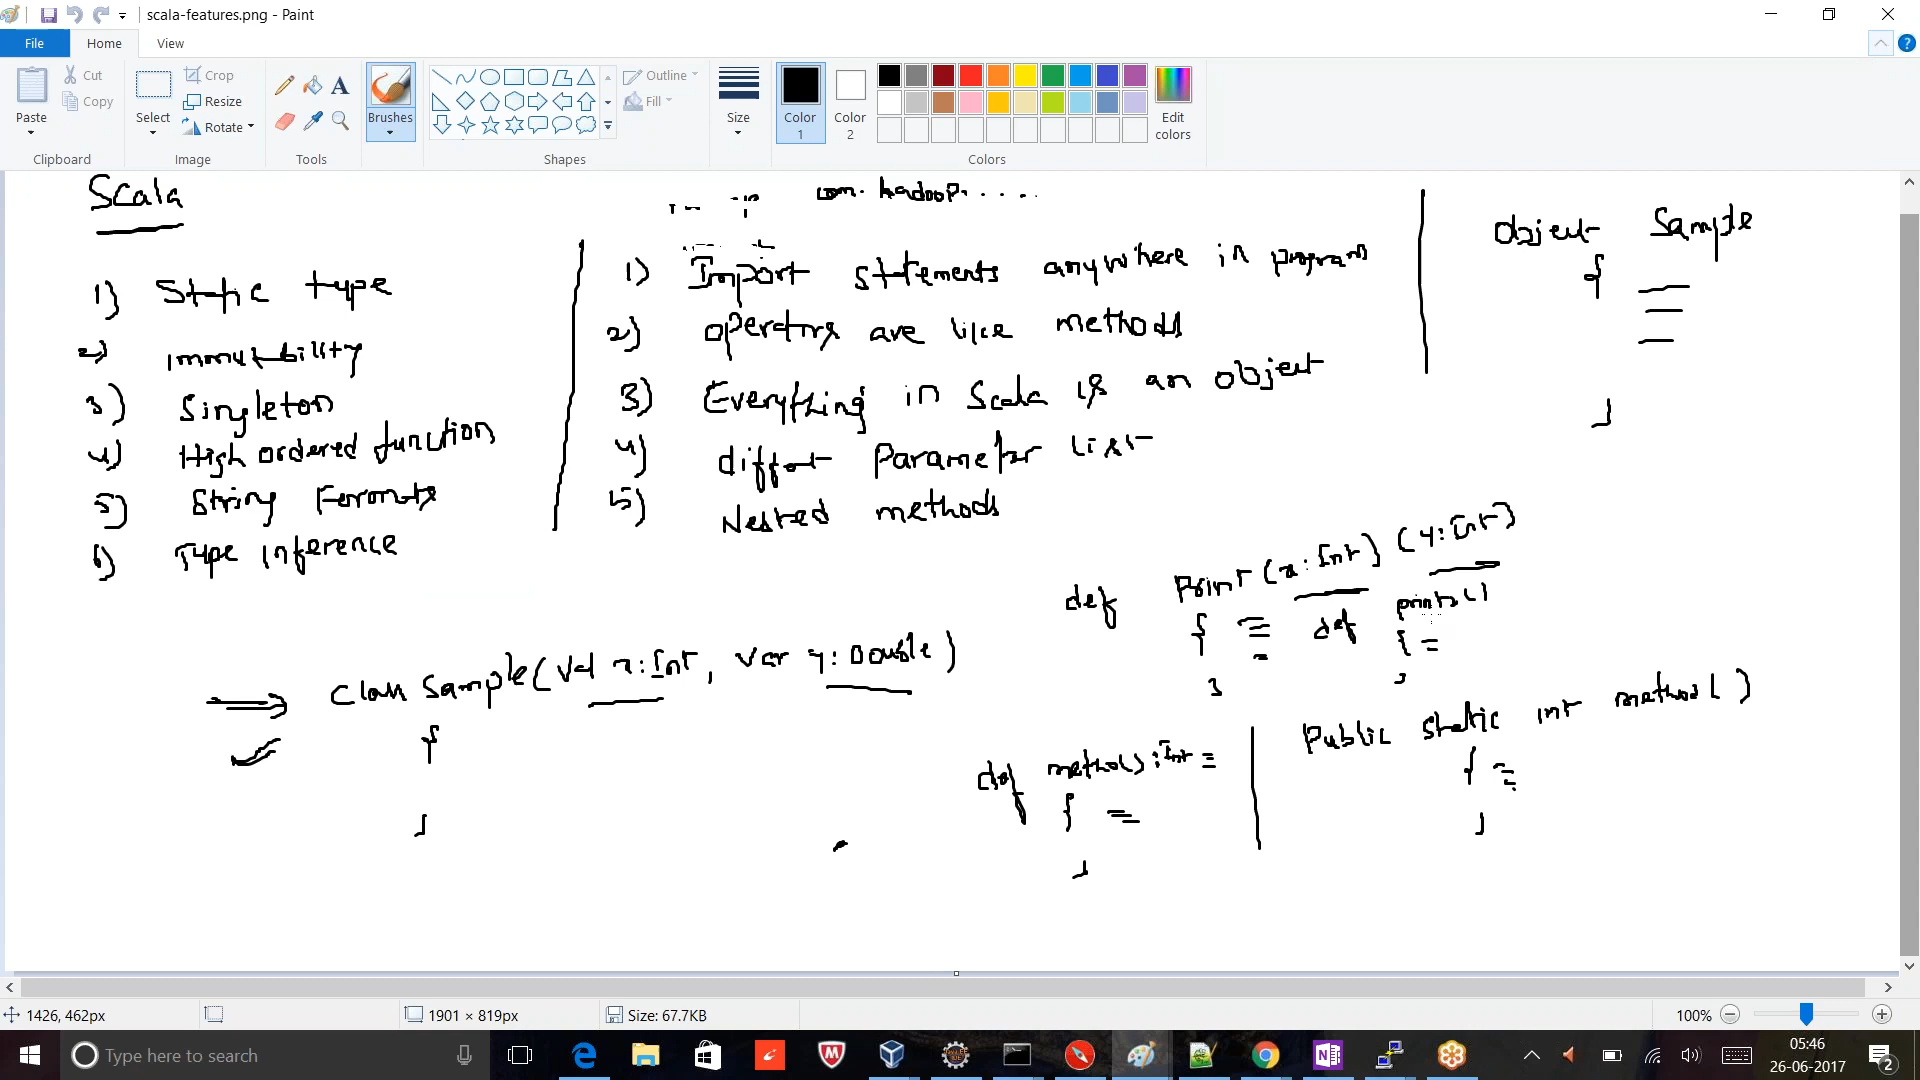 scala-features.png - Paint
File
Home
View
Paste
Cut
Copy
Clipboard
Select
Crop
Resize
Rotate
Image
Tools
Brushes
Shapes
Outline
Fill
Size
Color
1
Color
2
Edit
colors
Colors
Scala
1) Static type
2) immutability
3) Singleton
4) High ordered function
5) String Formats
6) Type inference
com. hadoop. . . . .
1) Import statements anywhere in program
2) operators are like methods
3) Everything in Scala is an object
4) Parameter list
5) Nested methods
Object Sample
{
}
def Print (x:Int) (y:Int)
{ def prints()
{
}
}
class Sample (val x:Int, var y:Double)
{
}
def method():Int =
{
}
Public static int method( )
{
}
1426, 462px
1901 × 819px
Size: 67.7KB
100%
Type here to search
05:46
26-06-2017
2